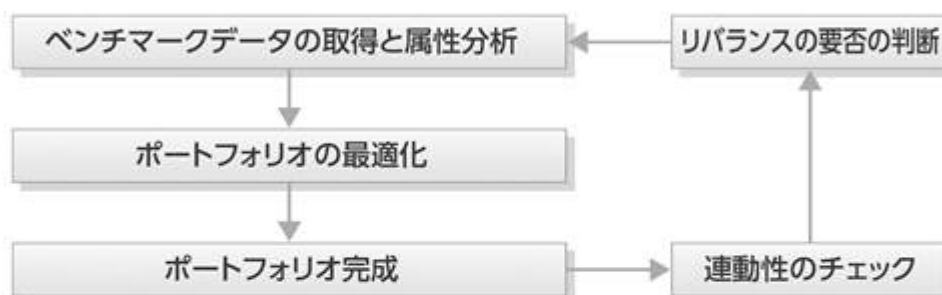 ベンチマークデータの取得と属性分析
リバランスの要否の判断
ポートフォリオの最適化
ポートフォリオ完成
連動性のチェック